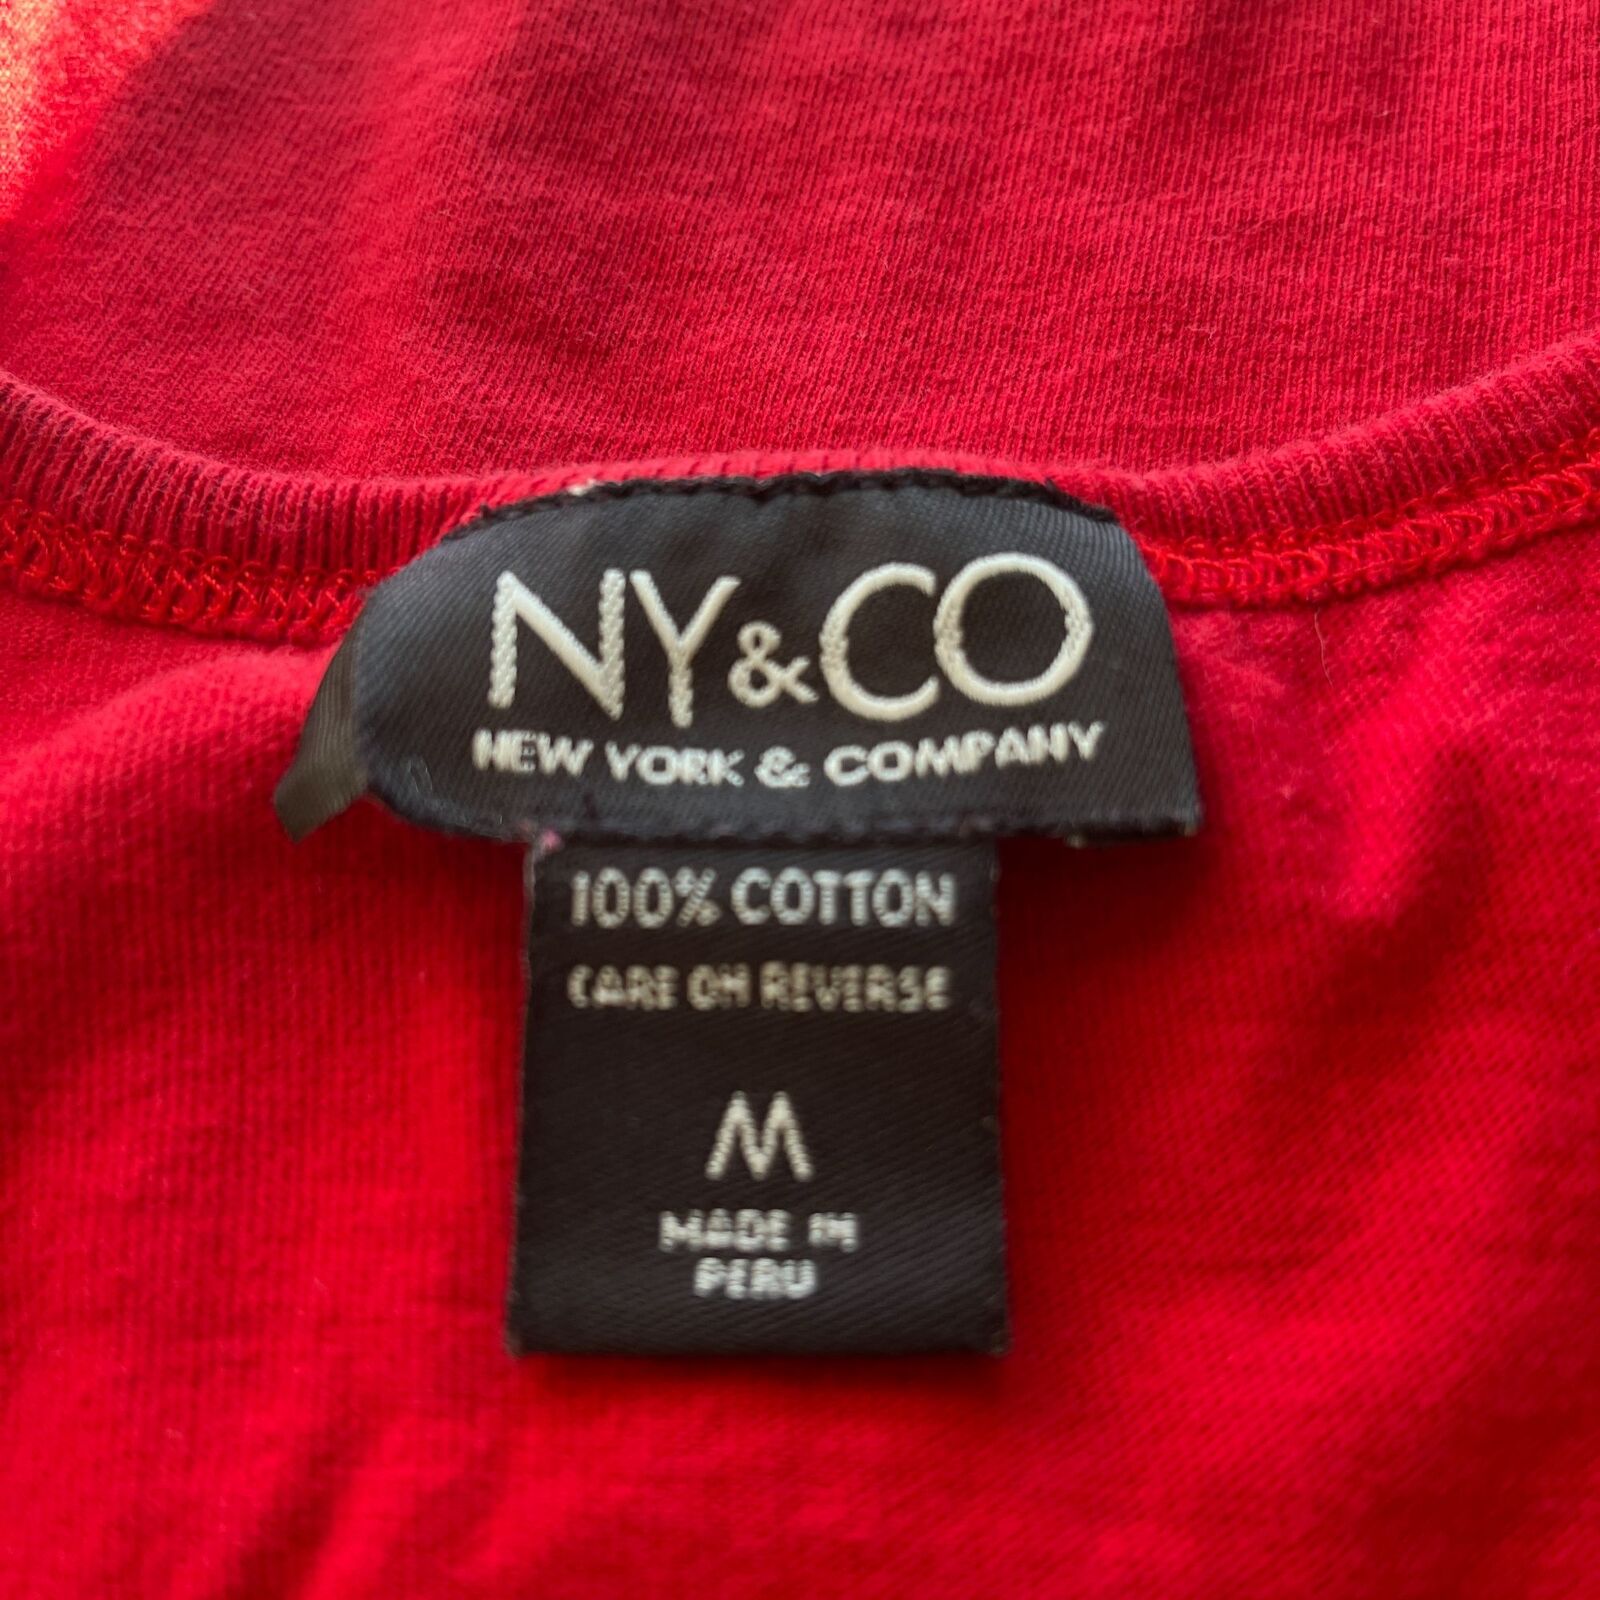 NY&CO
NEW YORK & COMPANY
100% COTTON
CARE ON REVERSE
M
MADE IN
PERU